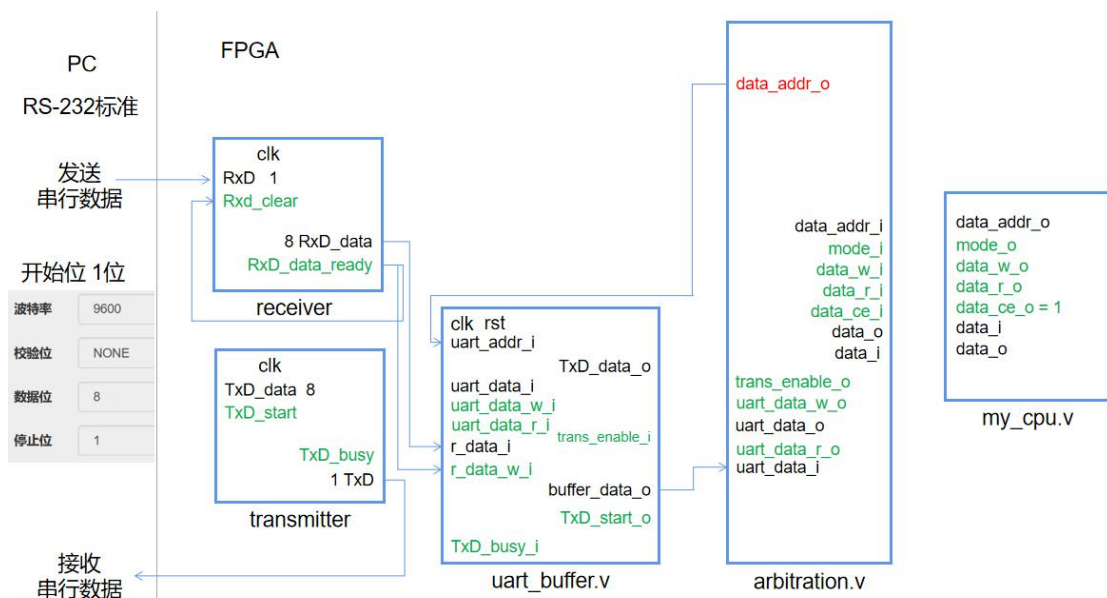 PC
RS-232标准
发送
串行数据
开始位 1位
波特率 9600
校验位 NONE
数据位 8
停止位 1
接收
串行数据
FPGA
clk
RxD 1
Rxd_clear
8 RxD_data
RxD_data_ready
receiver
clk
TxD_data 8
TxD_start
TxD_busy
1 TxD
transmitter
clk rst
uart_addr_i
TxD_data_o
uart_data_i
uart_data_w_i
uart_data_r_i
trans_enable_i
r_data_i
r_data_w_i
buffer_data_o
TxD_start_o
TxD_busy_i
uart_buffer.v
data_addr_o
data_addr_i
mode_i
data_w_i
data_r_i
data_ce_i
data_o
data_i
trans_enable_o
uart_data_w_o
uart_data_o
uart_data_r_o
uart_data_i
arbitration.v
data_addr_o
mode_o
data_w_o
data_r_o
data_ce_o = 1
data_i
data_o
my_cpu.v